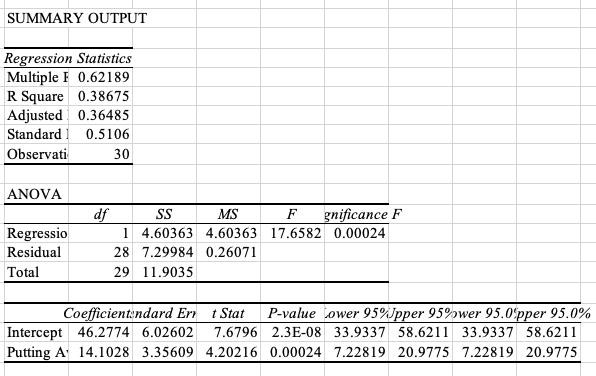 SUMMARY OUTPUT
Regression Statistics
Multiple R 0.62189
R Square 0.38675
Adjusted 0.36485
Standard 0.5106
Observati 30
ANOVA
df SS MS F gnificance F
Regressio 1 4.60363 4.60363 17.6582 0.00024
Residual 28 7.29984 0.26071
Total 29 11.9035
Coefficients ndard Err t Stat P-value Lower 95% Upper 95% ower 95.0% pper 95.0%
Intercept 46.2774 6.02602 7.6796 2.3E-08 33.9337 58.6211 33.9337 58.6211
Putting Av 14.1028 3.35609 4.20216 0.00024 7.22819 20.9775 7.22819 20.9775